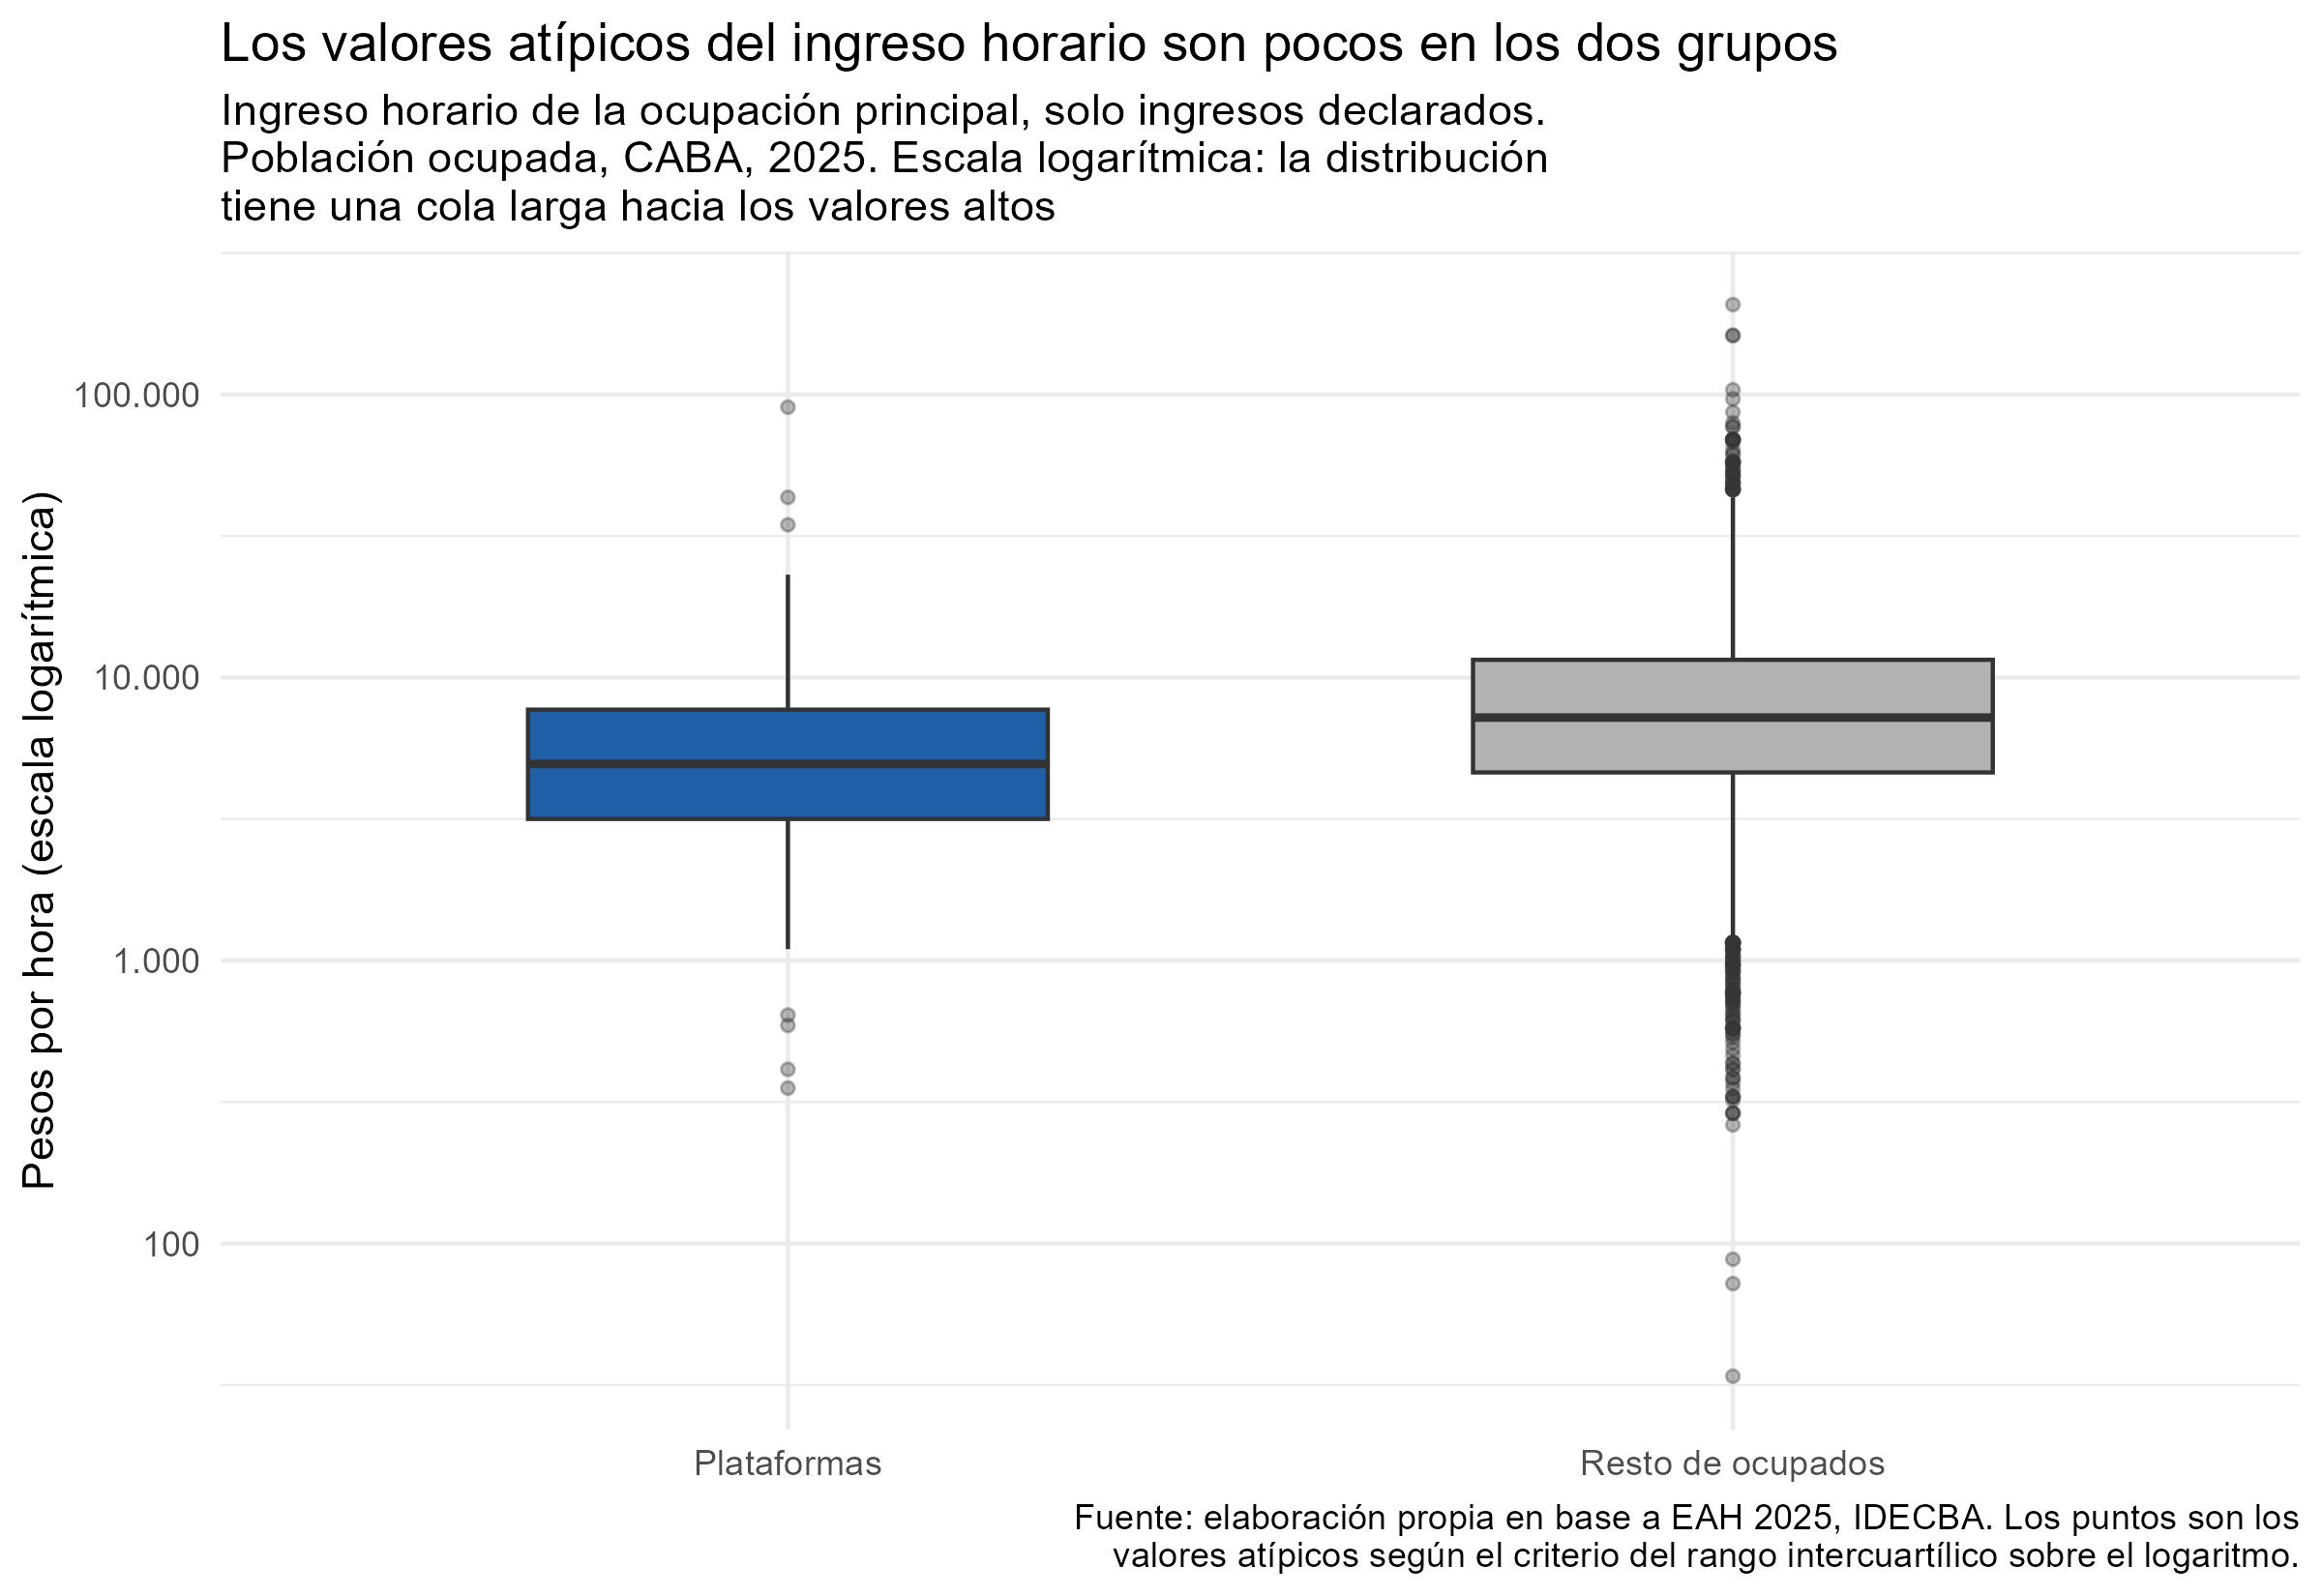 Los valores atípicos del ingreso horario son pocos en los dos grupos
Ingreso horario de la ocupación principal, solo ingresos declarados.
Población ocupada, CABA, 2025. Escala logarítmica: la distribución
tiene una cola larga hacia los valores altos
Pesos por hora (escala logarítmica)
100.000
10.000
1.000
100
Plataformas
Resto de ocupados
Fuente: elaboración propia en base a EAH 2025, IDECBA. Los puntos son los
valores atípicos según el criterio del rango intercuartílico sobre el logaritmo.